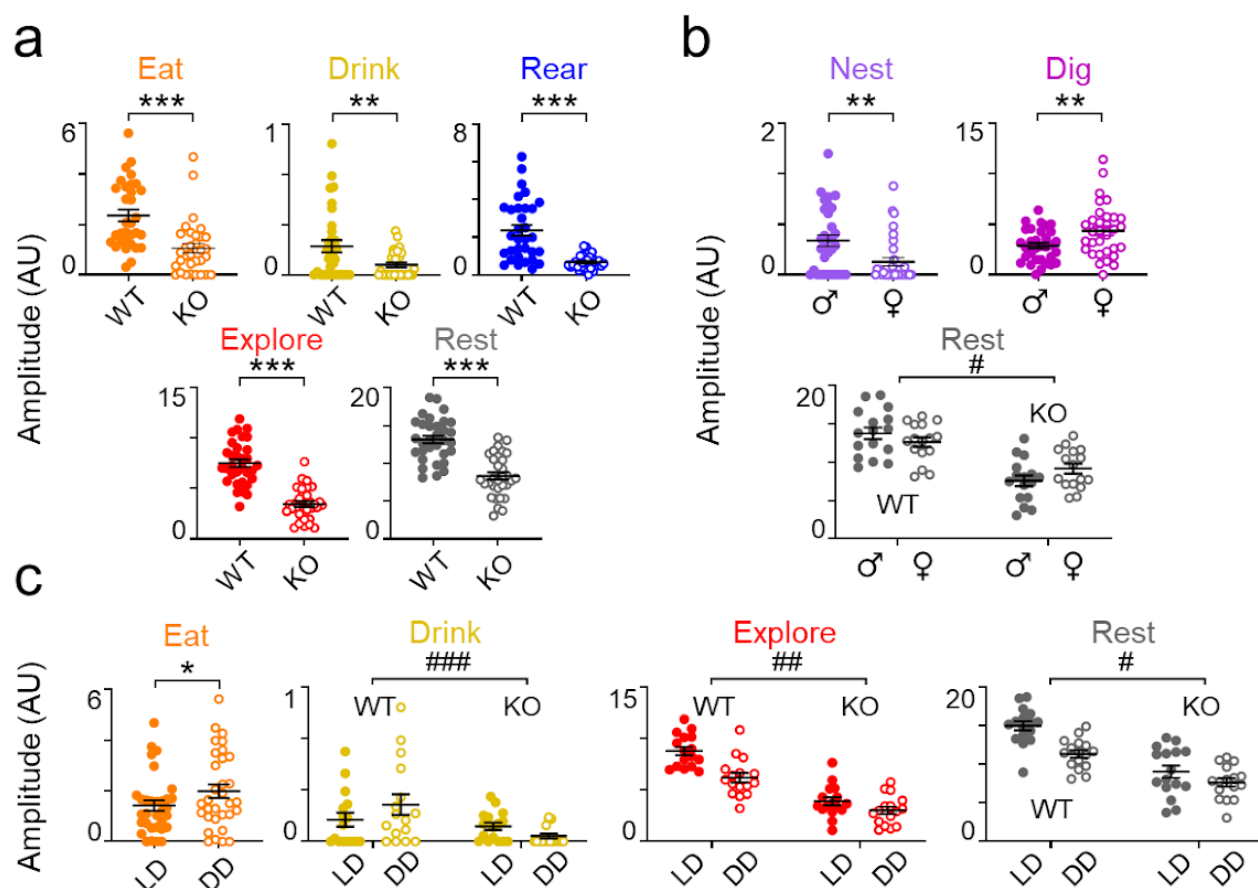 a
Eat Drink Rear
*** ** ***
6 1 8
0 0 0
WT KO WT KO WT KO
Explore Rest
*** ***
15 20
0 0
WT KO WT KO
Amplitude (AU)
b
Nest Dig
** **
2 15
0 0
♂ ♀ ♂ ♀
Rest
#
20
KO
WT
0
♂ ♀ ♂ ♀
Amplitude (AU)
c
Eat Drink Explore Rest
* ### ## #
6 1 15 20
WT KO WT KO KO
WT
0 0 0 0
LD DD LD DD LD DD LD DD LD DD LD DD LD DD
Amplitude (AU)